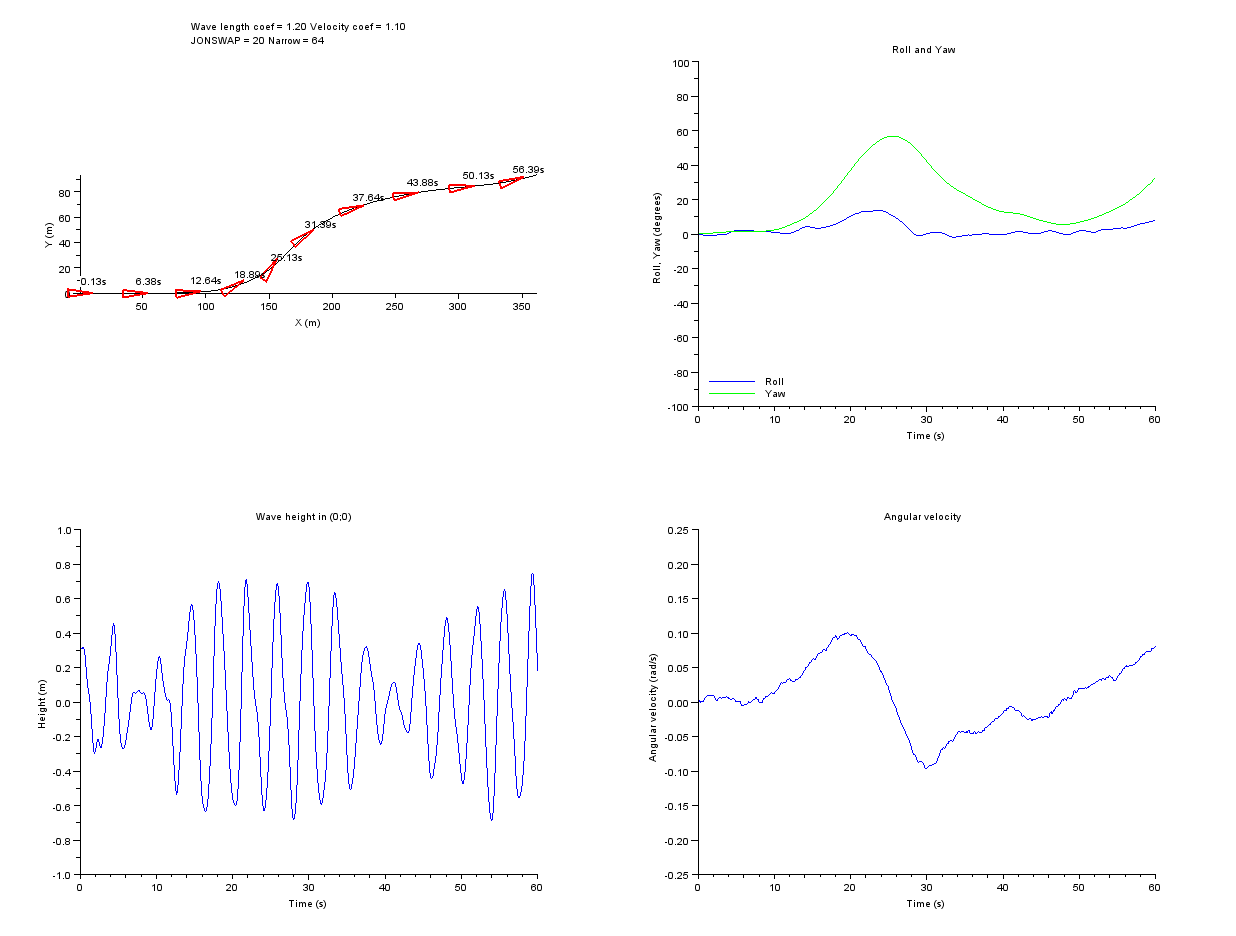 Wave length coef = 1.20 Velocity coef = 1.10
JONSWAP = 20 Narrow = 64
Y (m)
80
60
40
20
0
-0.13s
6.38s
12.64s
18.89s
25.13s
31.39s
37.64s
43.88s
50.13s
56.39s
50
100
150
200
250
300
350
X (m)
Roll and Yaw
Roll, Yaw (degrees)
100
80
60
40
20
0
-20
-40
-60
-80
-100
Roll
Yaw
0
10
20
30
40
50
60
Time (s)
Wave height in (0;0)
Height (m)
1.0
0.8
0.6
0.4
0.2
0.0
-0.2
-0.4
-0.6
-0.8
-1.0
0
10
20
30
40
50
60
Time (s)
Angular velocity
Angular velocity (rad/s)
0.25
0.20
0.15
0.10
0.05
0.00
-0.05
-0.10
-0.15
-0.20
-0.25
0
10
20
30
40
50
60
Time (s)